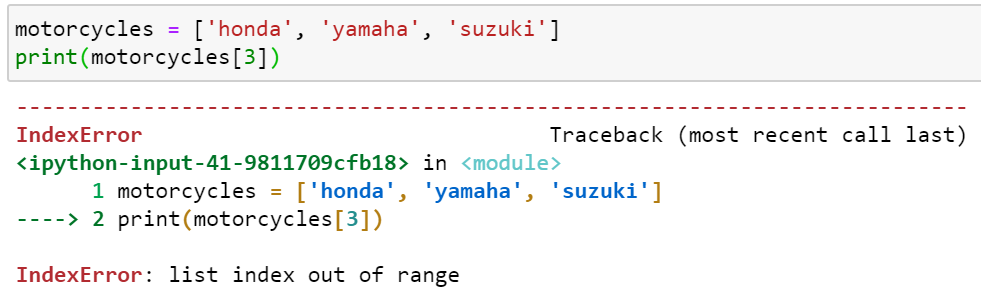 motorcycles = ['honda', 'yamaha', 'suzuki']
print(motorcycles[3])
---------------------------------------------------------------------------
IndexError                                Traceback (most recent call last)
<ipython-input-41-9811709cfb18> in <module>
      1 motorcycles = ['honda', 'yamaha', 'suzuki']
----> 2 print(motorcycles[3])
IndexError: list index out of range